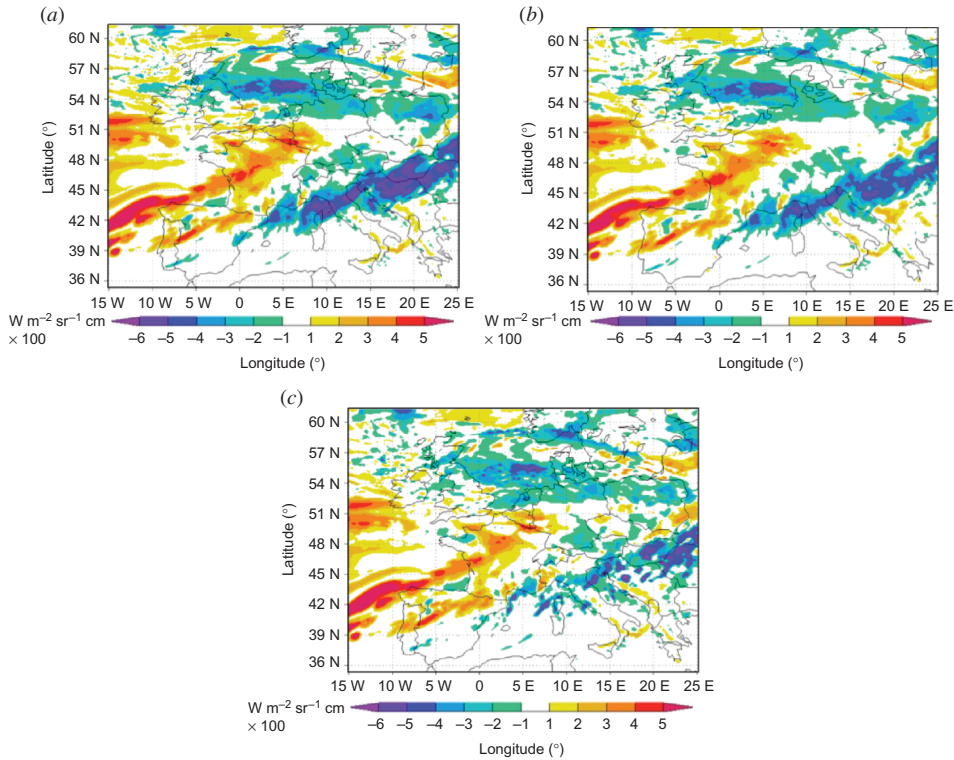 (a)
60 N
57 N
54 N
51 N
48 N
45 N
42 N
39 N
36 N
Latitude (°)
15 W 10 W 5 W 0 5 E 10 E 15 E 20 E 25 E
W m⁻² sr⁻¹ cm
× 100
–6 –5 –4 –3 –2 –1 1 2 3 4 5
Longitude (°)
(b)
60 N
57 N
54 N
51 N
48 N
45 N
42 N
39 N
36 N
Latitude (°)
15 W 10 W 5 W 0 5 E 10 E 15 E 20 E 25 E
W m⁻² sr⁻¹ cm
× 100
–6 –5 –4 –3 –2 –1 1 2 3 4 5
Longitude (°)
(c)
60 N
57 N
54 N
51 N
48 N
45 N
42 N
39 N
36 N
Latitude (°)
15 W 10 W 5 W 0 5 E 10 E 15 E 20 E 25 E
W m⁻² sr⁻¹ cm
× 100
–6 –5 –4 –3 –2 –1 1 2 3 4 5
Longitude (°)